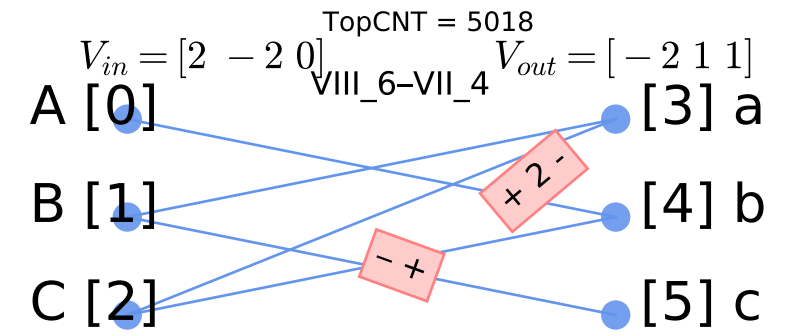 TopCNT = 5018
V_in = [2 −2 0]
V_out = [−2 1 1]
VIII_6–VII_4
A [0]
[3] a
+ 2 -
B [1]
[4] b
− +
C [2]
[5] c